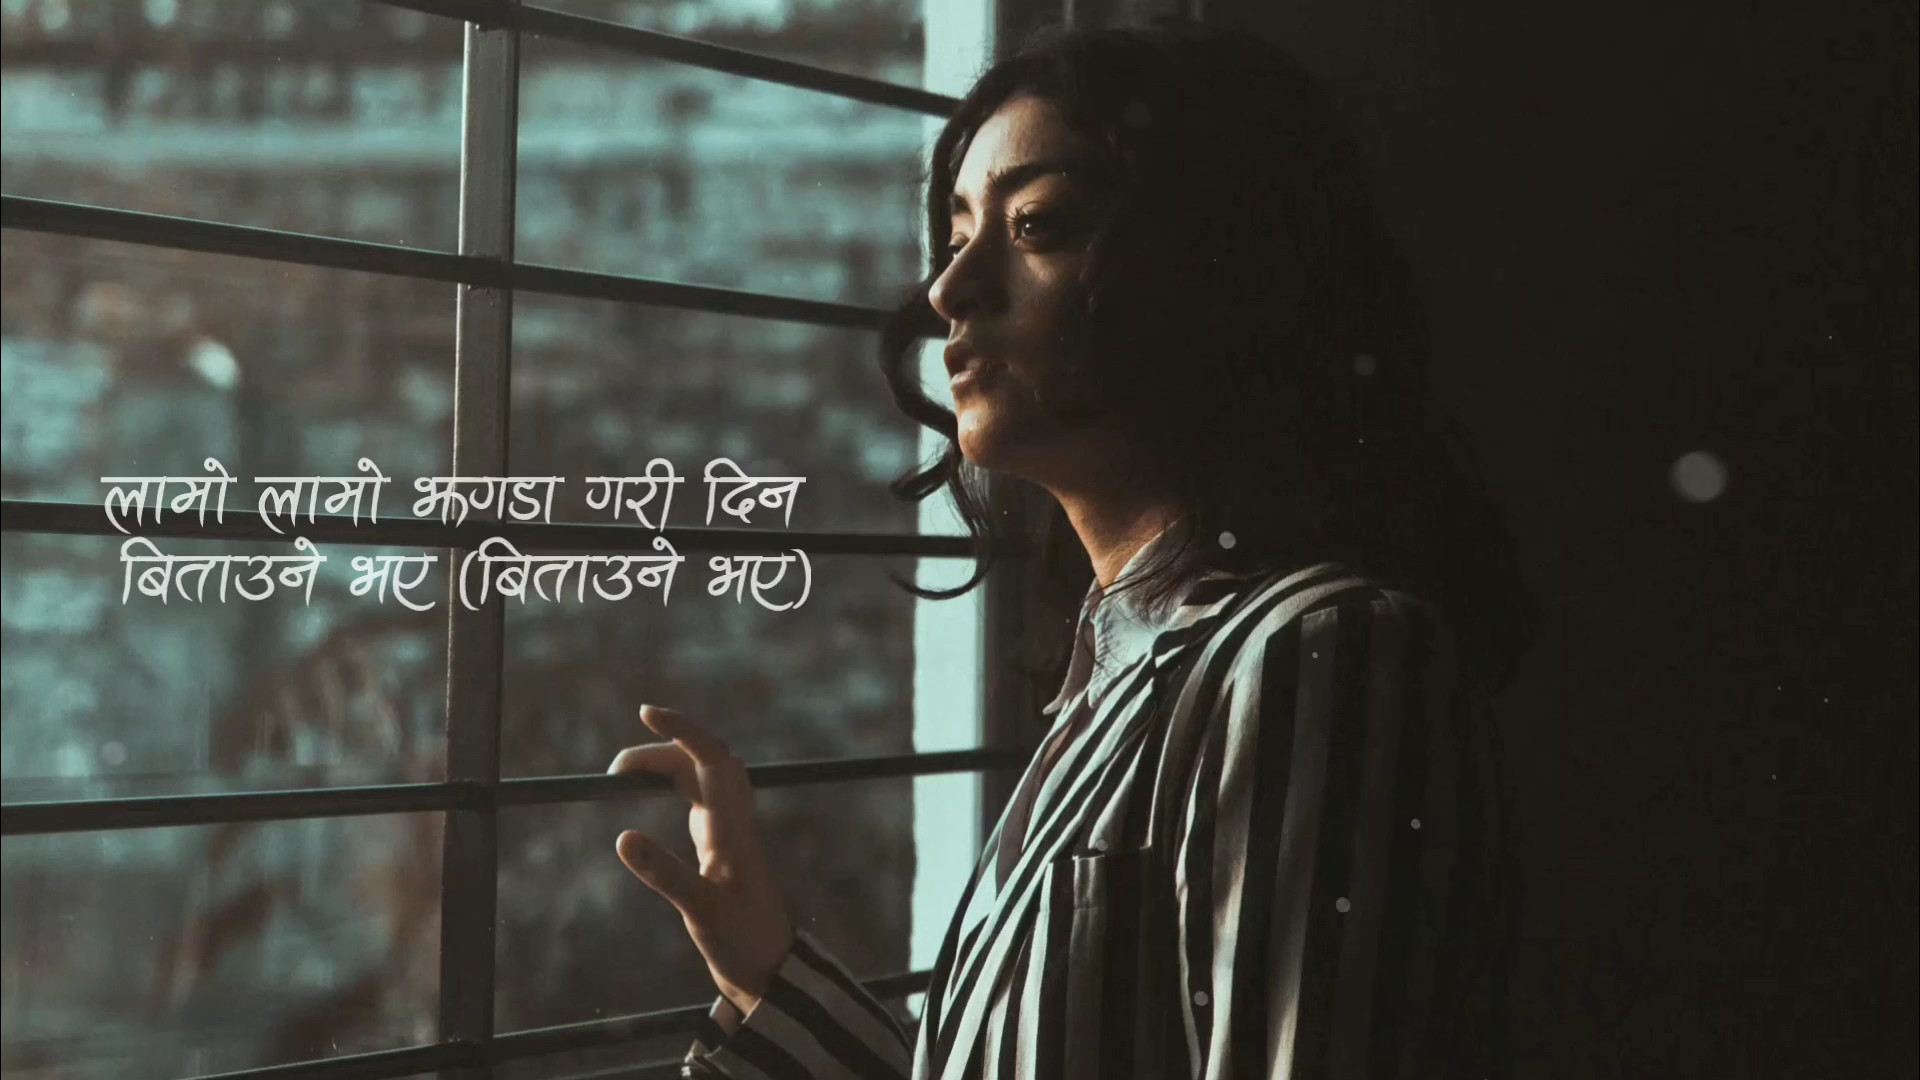 लामो लामो झगडा गरी दिन
बिताउने भए (बिताउने भए)